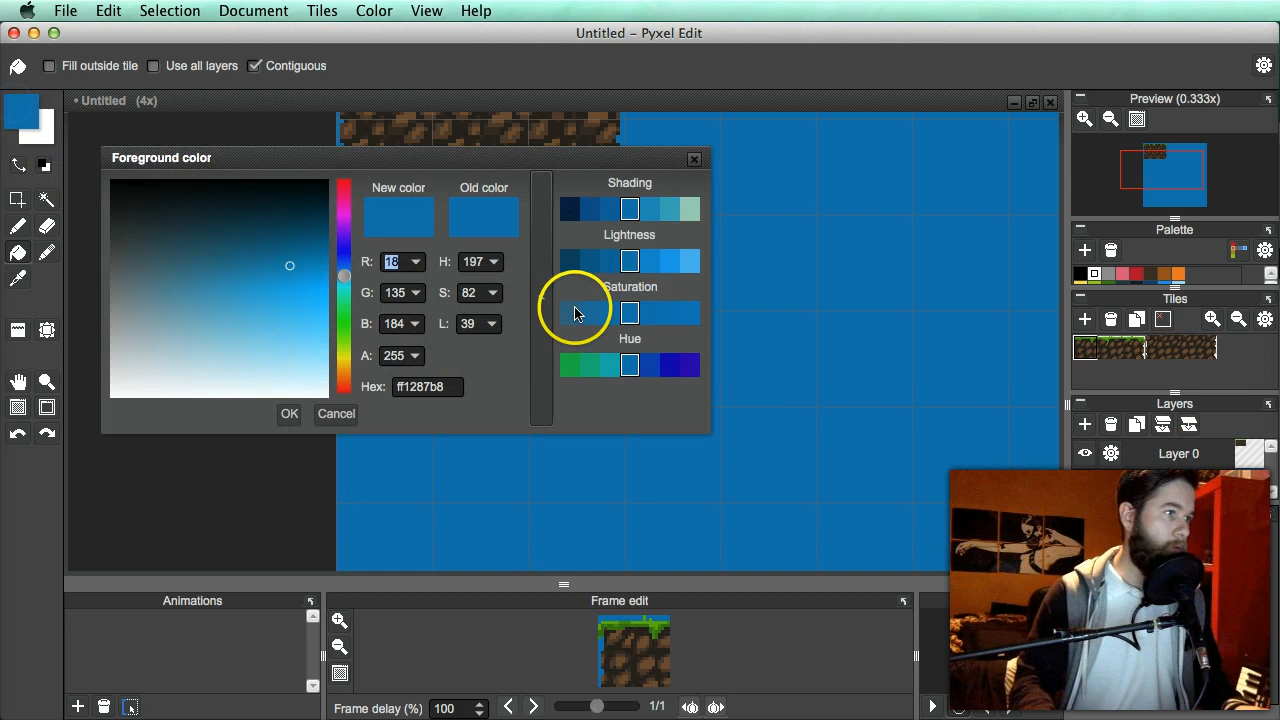 File Edit Selection Document Tiles Color View Help
Untitled – Pyxel Edit
Fill outside tile Use all layers Contiguous
• Untitled (4x)
Preview (0.333x)
Foreground color
New color Old color
Shading
Lightness
Saturation
Hue
R: 18 H: 197
G: 135 S: 82
B: 184 L: 39
A: 255
Hex: ff1287b8
OK Cancel
Palette
Tiles
Layers
Layer 0
Animations
Frame edit
Frame delay (%) 100 1/1